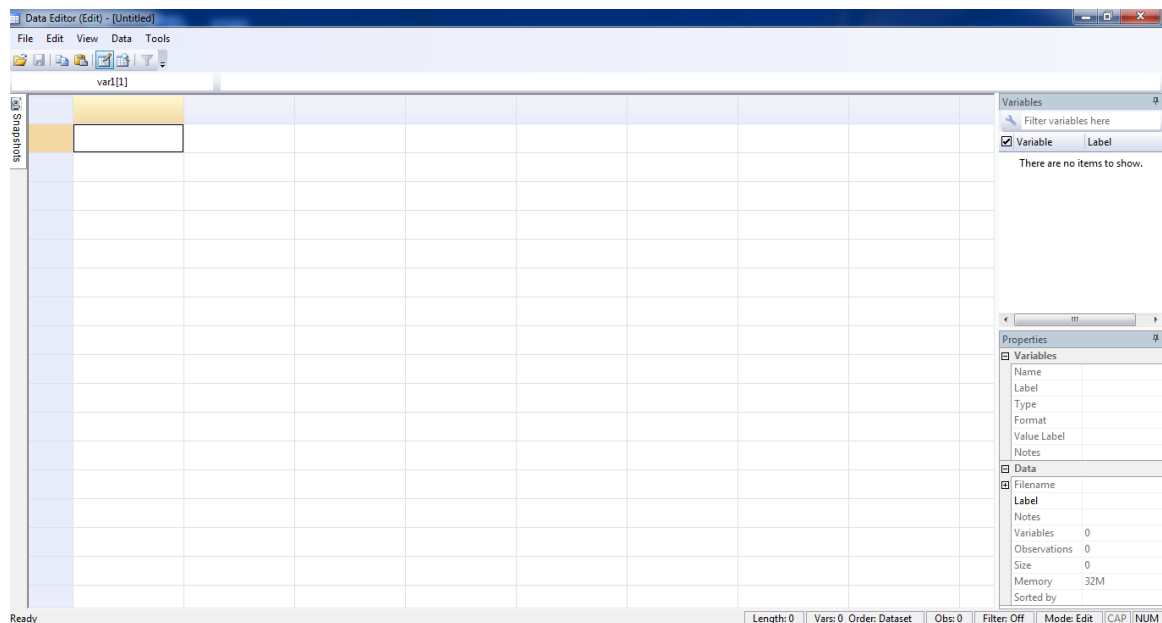 Data Editor (Edit) - [Untitled]
File Edit View Data Tools
var1[1]
Snapshots
Variables
Filter variables here
Variable Label
There are no items to show.
Properties
Variables
Name
Label
Type
Format
Value Label
Notes
Data
Filename
Label
Notes
Variables 0
Observations 0
Size 0
Memory 32M
Sorted by
Ready Length: 0 Vars: 0 Order: Dataset Obs: 0 Filter: Off Mode: Edit CAP NUM